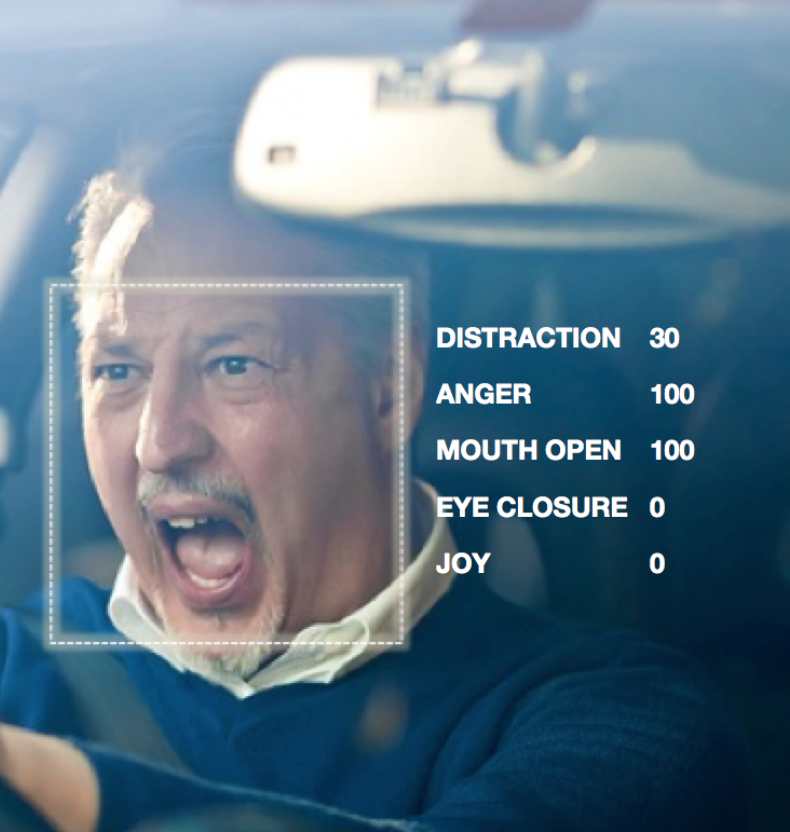 DISTRACTION 30
ANGER 100
MOUTH OPEN 100
EYE CLOSURE 0
JOY 0